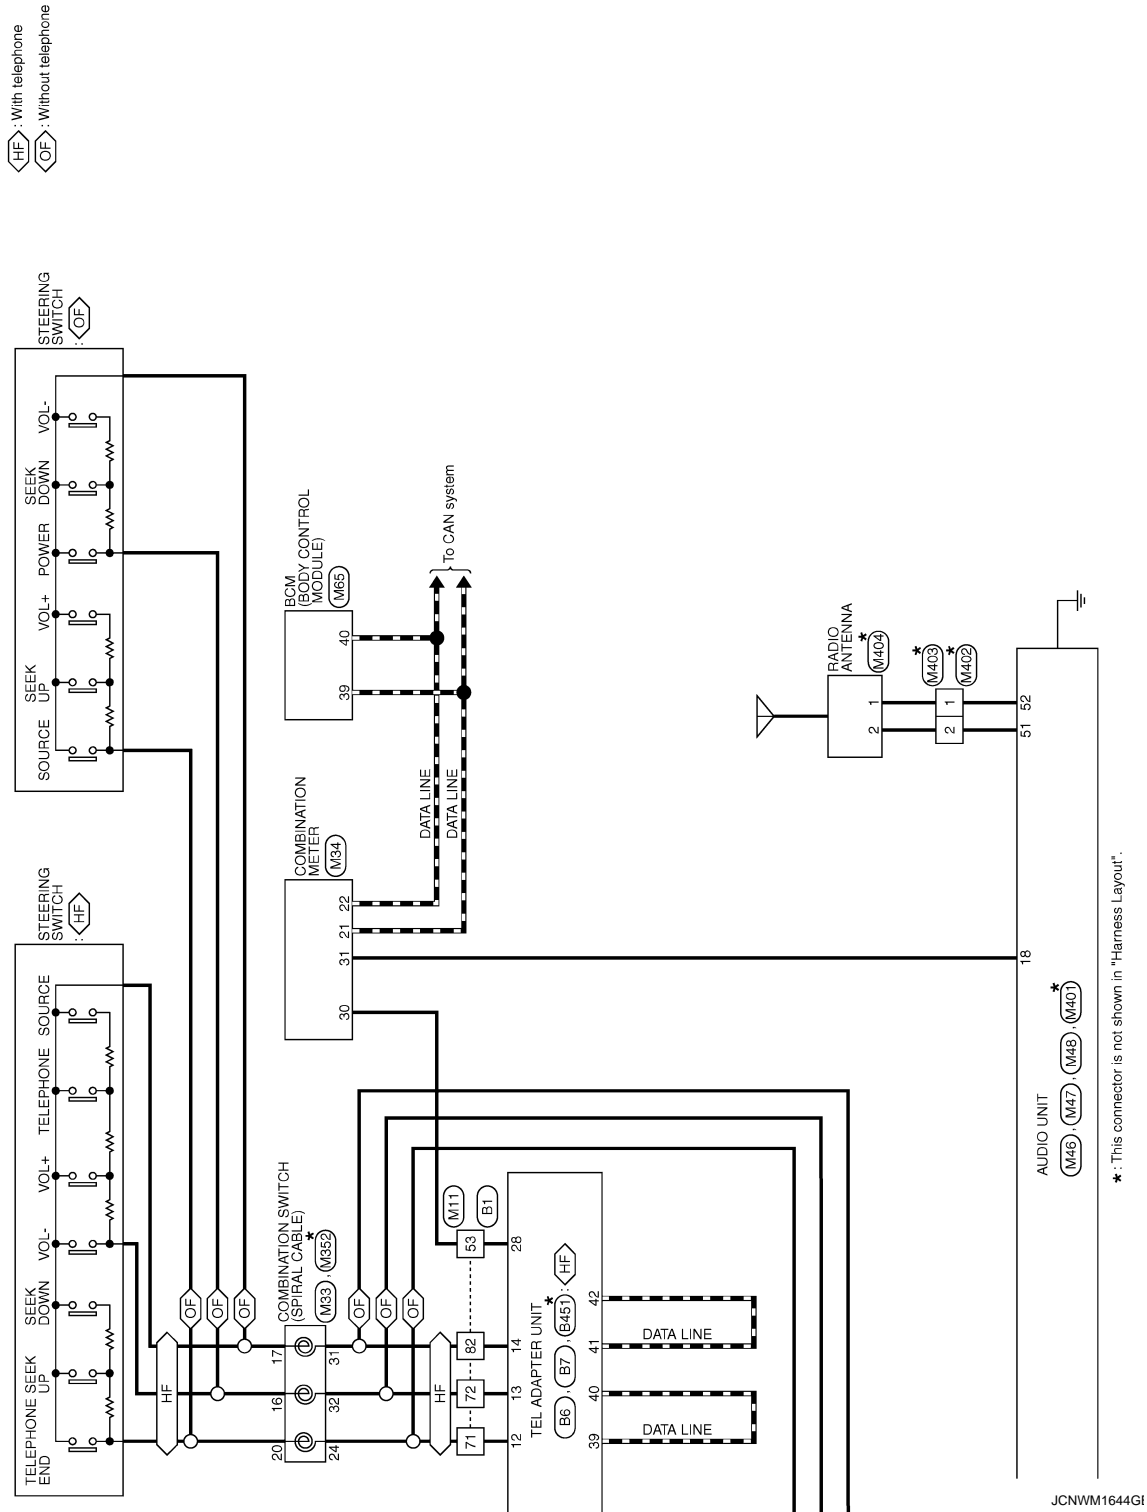 HF : With telephone
OF : Without telephone
STEERING
SWITCH
: OF
SOURCE
SEEK
UP
VOL+
POWER
SEEK
DOWN
VOL-
STEERING
SWITCH
: HF
TELEPHONE
END
SEEK
UP
SEEK
DOWN
VOL-
VOL+
TELEPHONE
SOURCE
HF
OF
OF
OF
COMBINATION SWITCH
(SPIRAL CABLE)
M33 , M352 *
20
16
17
24
32
31
OF
OF
OF
HF
COMBINATION
METER
M34
30
31
21
22
DATA LINE
DATA LINE
BCM
(BODY CONTROL
MODULE)
M65
39
40
To CAN system
71
72
82
53
M11
B1
12
13
14
28
TEL ADAPTER UNIT
B6 , B7 , B451 * : HF
39
40
41
42
DATA LINE
DATA LINE
RADIO
ANTENNA
* M404
2
1
* M403
* M402
2
1
51
52
18
AUDIO UNIT
M46 , M47 , M48 , M401 *
* : This connector is not shown in "Harness Layout".